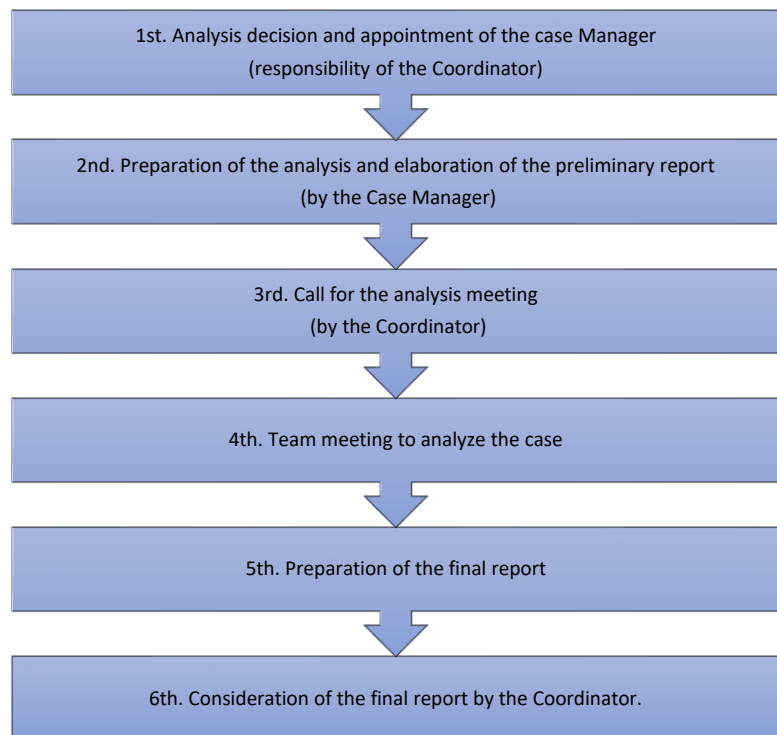 1st. Analysis decision and appointment of the case Manager
(responsibility of the Coordinator)
2nd. Preparation of the analysis and elaboration of the preliminary report
(by the Case Manager)
3rd. Call for the analysis meeting
(by the Coordinator)
4th. Team meeting to analyze the case
5th. Preparation of the final report
6th. Consideration of the final report by the Coordinator.